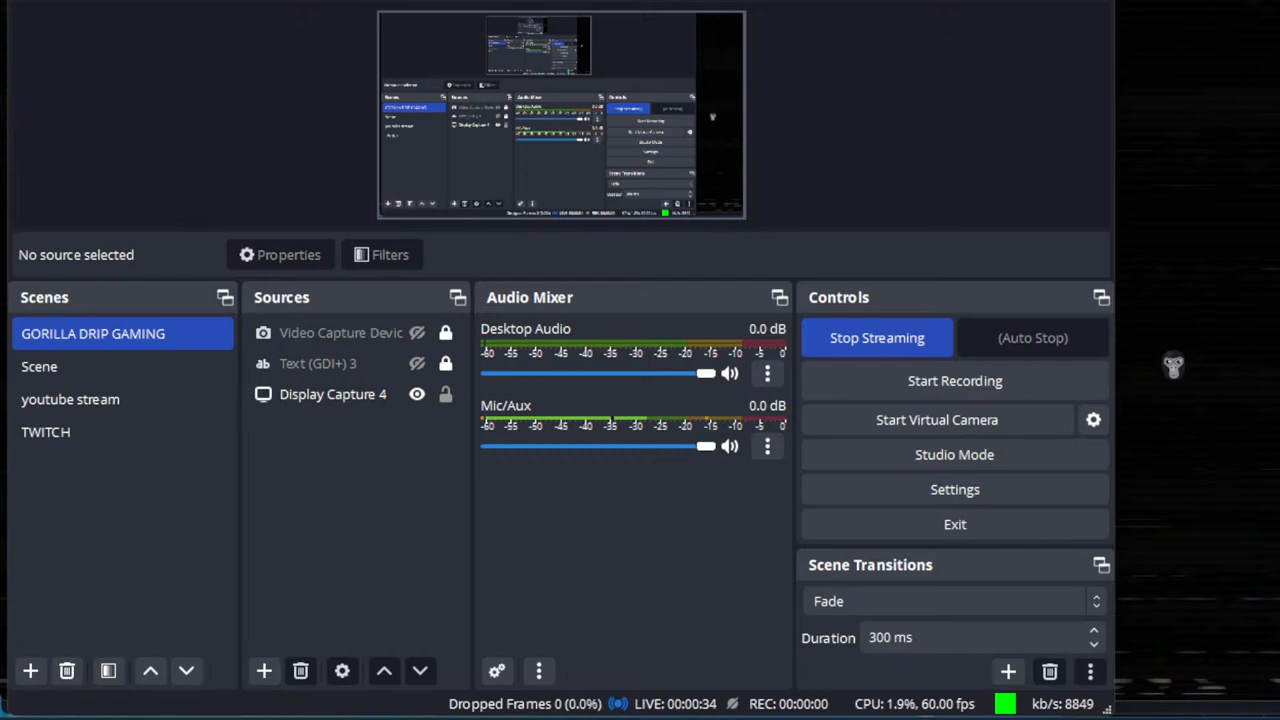 No source selected
Properties
Filters
Scenes
GORILLA DRIP GAMING
Scene
youtube stream
TWITCH
Sources
Video Capture Devic
Text (GDI+) 3
Display Capture 4
Audio Mixer
Desktop Audio 0.0 dB
-60 -55 -50 -45 -40 -35 -30 -25 -20 -15 -10 -5 0
Mic/Aux 0.0 dB
-60 -55 -50 -45 -40 -35 -30 -25 -20 -15 -10 -5 0
Controls
Stop Streaming
(Auto Stop)
Start Recording
Start Virtual Camera
Studio Mode
Settings
Exit
Scene Transitions
Fade
Duration 300 ms
Dropped Frames 0 (0.0%) LIVE: 00:00:34 REC: 00:00:00 CPU: 1.9%, 60.00 fps kb/s: 8849